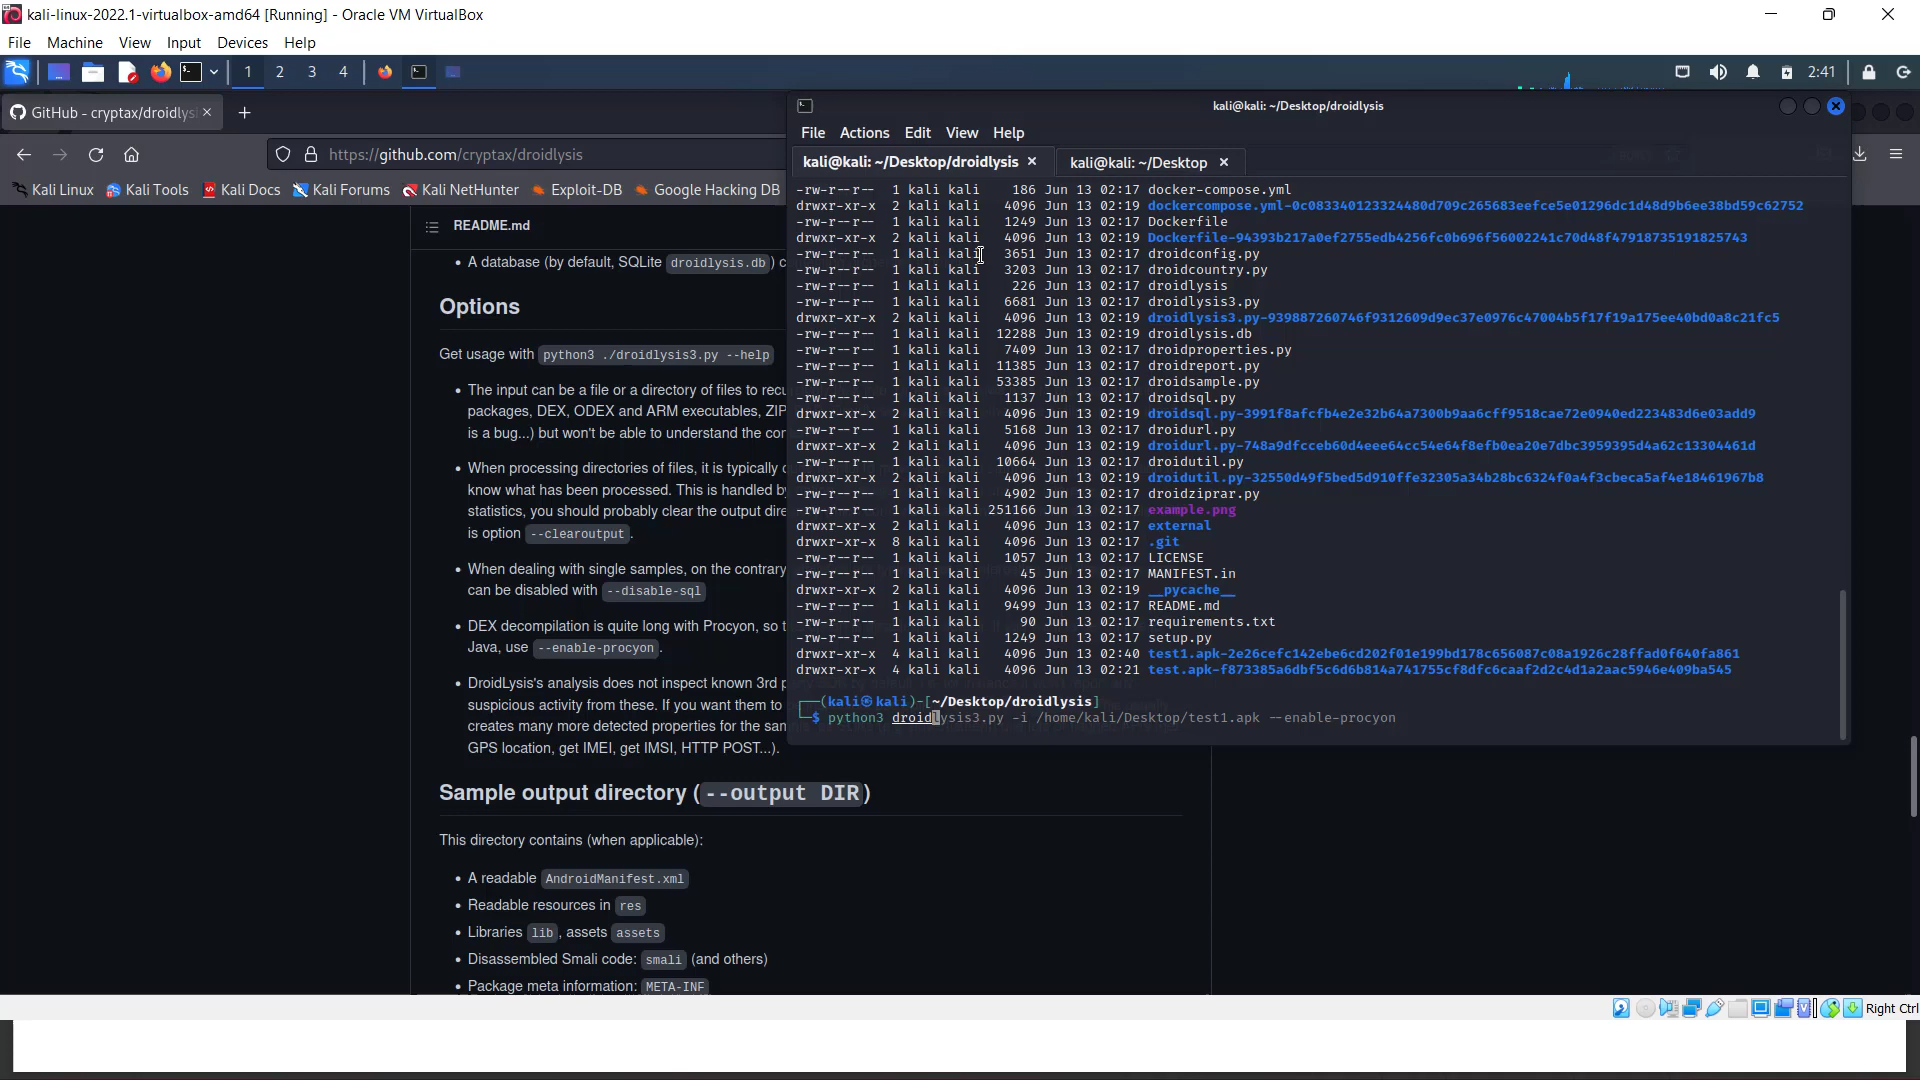 kali-linux-2022.1-virtualbox-amd64 [Running] - Oracle VM VirtualBox
File Machine View Input Devices Help
1 2 3 4 2:41
GitHub - cryptax/droidlysi
https://github.com/cryptax/droidlysis
Kali Linux Kali Tools Kali Docs Kali Forums Kali NetHunter Exploit-DB Google Hacking DB
README.md
• A database (by default, SQLite droidlysis.db) c
Options
Get usage with python3 ./droidlysis3.py --help
• The input can be a file or a directory of files to recu
packages, DEX, ODEX and ARM executables, ZIP
is a bug...) but won't be able to understand the con
• When processing directories of files, it is typically
know what has been processed. This is handled by
statistics, you should probably clear the output dire
is option --clearoutput.
• When dealing with single samples, on the contrary
can be disabled with --disable-sql
• DEX decompilation is quite long with Procyon, so t
Java, use --enable-procyon.
• DroidLysis's analysis does not inspect known 3rd p
suspicious activity from these. If you want them to
creates many more detected properties for the sam
GPS location, get IMEI, get IMSI, HTTP POST...).
Sample output directory (--output DIR)
This directory contains (when applicable):
• A readable AndroidManifest.xml
• Readable resources in res
• Libraries lib, assets assets
• Disassembled Smali code: smali (and others)
• Package meta information: META-INF
kali@kali: ~/Desktop/droidlysis
File Actions Edit View Help
kali@kali: ~/Desktop/droidlysis kali@kali: ~/Desktop
-rw-r--r-- 1 kali kali 186 Jun 13 02:17 docker-compose.yml
drwxr-xr-x 2 kali kali 4096 Jun 13 02:19 dockercompose.yml-0c083340123324480d709c265683eefce5e01296dc1d48d9b6ee38bd59c62752
-rw-r--r-- 1 kali kali 1249 Jun 13 02:17 Dockerfile
drwxr-xr-x 2 kali kali 4096 Jun 13 02:19 Dockerfile-94393b217a0ef2755edb4256fc0b696f56002241c70d48f47918735191825743
-rw-r--r-- 1 kali kali 3651 Jun 13 02:17 droidconfig.py
-rw-r--r-- 1 kali kali 3203 Jun 13 02:17 droidcountry.py
-rw-r--r-- 1 kali kali 226 Jun 13 02:17 droidlysis
-rw-r--r-- 1 kali kali 6681 Jun 13 02:17 droidlysis3.py
drwxr-xr-x 2 kali kali 4096 Jun 13 02:19 droidlysis3.py-939887260746f9312609d9ec37e0976c47004b5f17f19a175ee40bd0a8c21fc5
-rw-r--r-- 1 kali kali 12288 Jun 13 02:19 droidlysis.db
-rw-r--r-- 1 kali kali 7409 Jun 13 02:17 droidproperties.py
-rw-r--r-- 1 kali kali 11385 Jun 13 02:17 droidreport.py
-rw-r--r-- 1 kali kali 53385 Jun 13 02:17 droidsample.py
-rw-r--r-- 1 kali kali 1137 Jun 13 02:17 droidsql.py
drwxr-xr-x 2 kali kali 4096 Jun 13 02:19 droidsql.py-3991f8afcfb4e2e32b64a7300b9aa6cff9518cae72e0940ed223483d6e03add9
-rw-r--r-- 1 kali kali 5168 Jun 13 02:17 droidurl.py
drwxr-xr-x 2 kali kali 4096 Jun 13 02:19 droidurl.py-748a9dfcceb60d4eee64cc54e64f8efb0ea20e7dbc3959395d4a62c13304461d
-rw-r--r-- 1 kali kali 10664 Jun 13 02:17 droidutil.py
drwxr-xr-x 2 kali kali 4096 Jun 13 02:19 droidutil.py-32550d49f5bed5d910ffe32305a34b28bc6324f0a4f3cbeca5af4e18461967b8
-rw-r--r-- 1 kali kali 4902 Jun 13 02:17 droidziprar.py
-rw-r--r-- 1 kali kali 251166 Jun 13 02:17 example.png
drwxr-xr-x 2 kali kali 4096 Jun 13 02:17 external
drwxr-xr-x 8 kali kali 4096 Jun 13 02:17 .git
-rw-r--r-- 1 kali kali 1057 Jun 13 02:17 LICENSE
-rw-r--r-- 1 kali kali 45 Jun 13 02:17 MANIFEST.in
drwxr-xr-x 2 kali kali 4096 Jun 13 02:19 __pycache__
-rw-r--r-- 1 kali kali 9499 Jun 13 02:17 README.md
-rw-r--r-- 1 kali kali 90 Jun 13 02:17 requirements.txt
-rw-r--r-- 1 kali kali 1249 Jun 13 02:17 setup.py
drwxr-xr-x 4 kali kali 4096 Jun 13 02:40 test1.apk-2e26cefc142ebe6cd202f01e199bd178c656087c08a1926c28ffad0f640fa861
drwxr-xr-x 4 kali kali 4096 Jun 13 02:21 test.apk-f873385a6dbf5c6d6b814a741755cf8dfc6caaf2d2c4d1a2aac5946e409ba545
┌──(kali㉿kali)-[~/Desktop/droidlysis]
└─$ python3 droidlysis3.py -i /home/kali/Desktop/test1.apk --enable-procyon
Right Ctrl